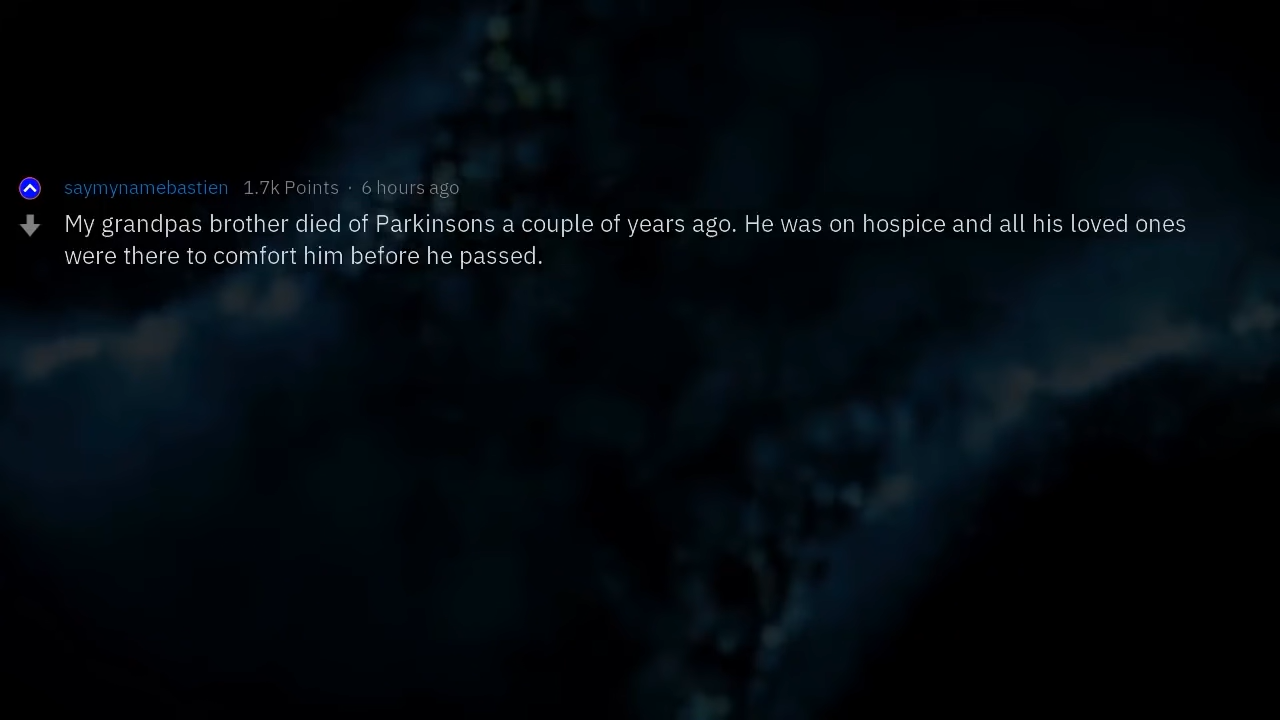 saymynamebastien 1.7k Points · 6 hours ago
My grandpas brother died of Parkinsons a couple of years ago. He was on hospice and all his loved ones
were there to comfort him before he passed.